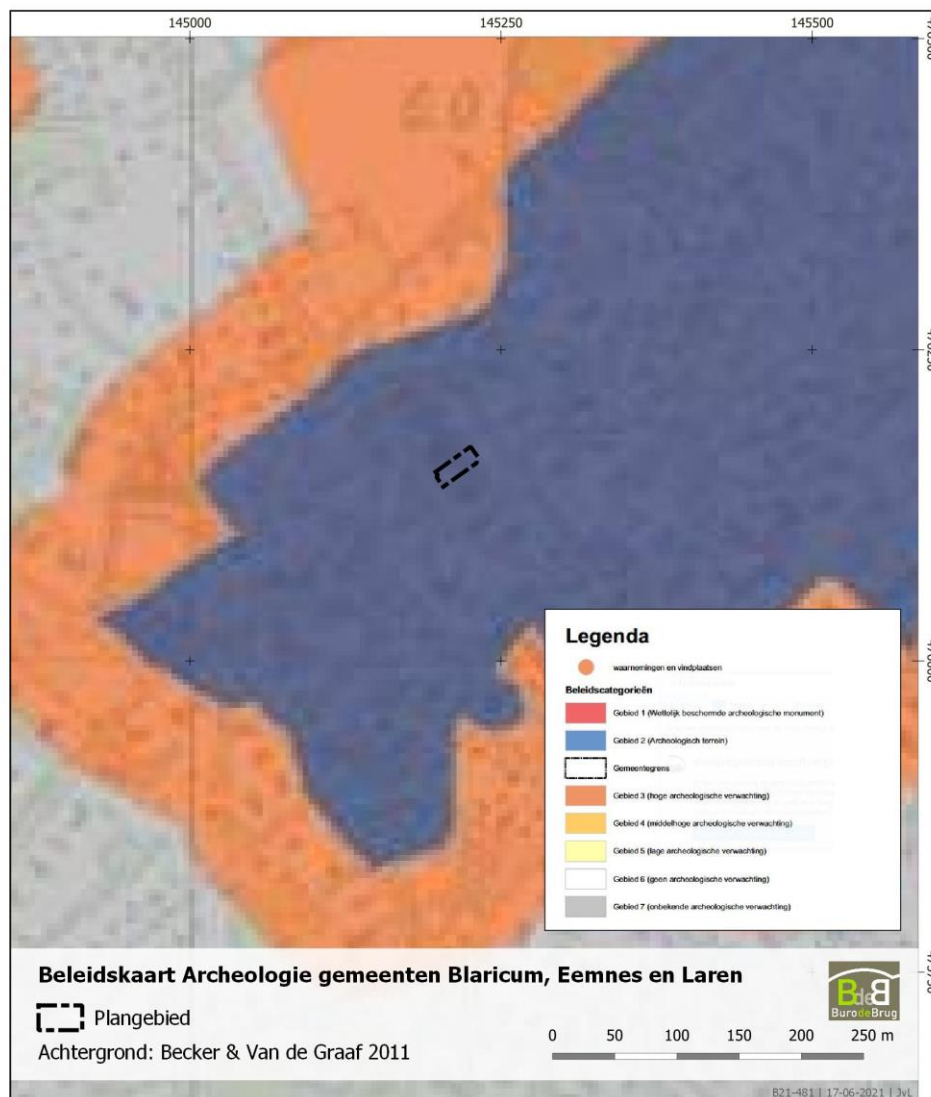 145000
145250
145500
Legenda
waarnemingen en vindplaatsen
Beleidscategorieën
Gebied 1 (Wettelijk beschermde archeologische monument)
Gebied 2 (Archeologisch terrein)
Gemeentegrens
Gebied 3 (hoge archeologische verwachting)
Gebied 4 (middelhoge archeologische verwachting)
Gebied 5 (lage archeologische verwachting)
Gebied 6 (geen archeologische verwachting)
Gebied 7 (onbekende archeologische verwachting)
Beleidskaart Archeologie gemeenten Blaricum, Eemnes en Laren
Plangebied
Achtergrond: Becker & Van de Graaf 2011
0 50 100 150 200 250 m
BdeB
BurodeBrug
B21-481 | 17-06-2021 | JvL